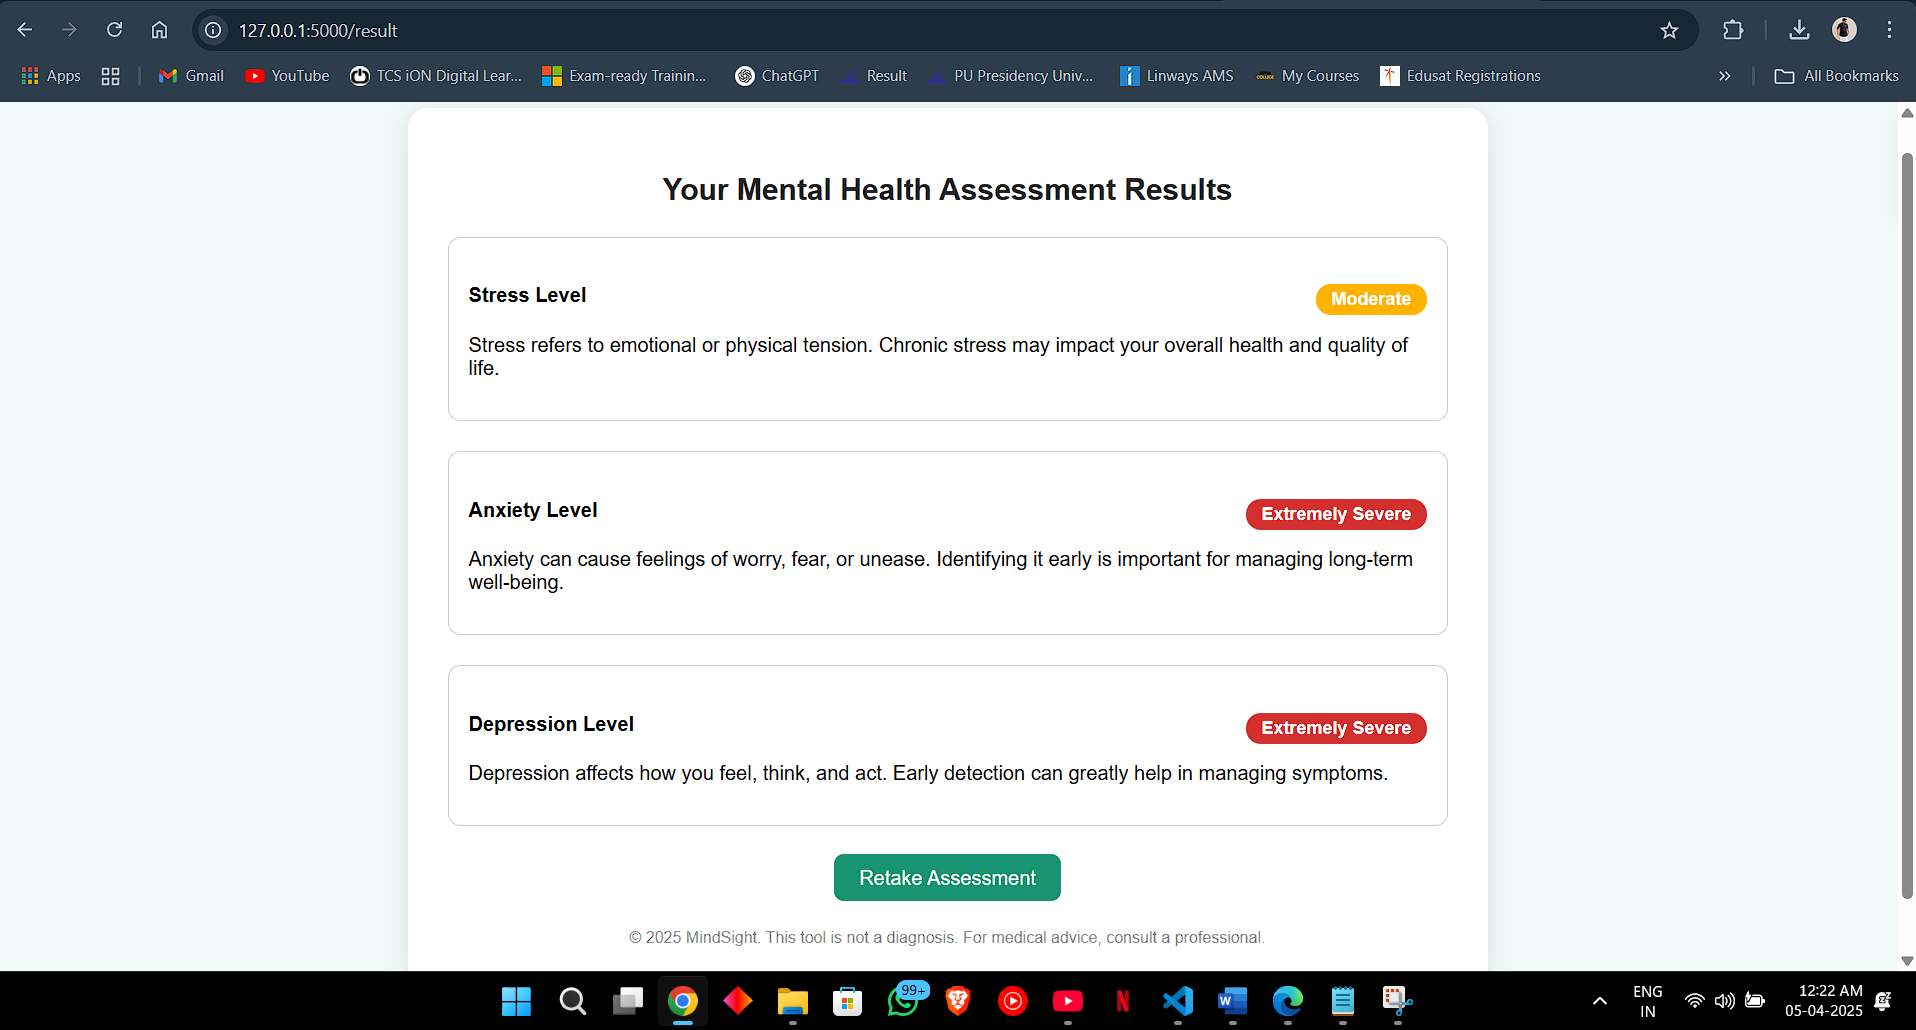 127.0.0.1:5000/result
Apps
Gmail
YouTube
TCS iON Digital Lear...
Exam-ready Trainin...
ChatGPT
Result
PU Presidency Univ...
Linways AMS
My Courses
Edusat Registrations
All Bookmarks
Your Mental Health Assessment Results
Stress Level
Moderate
Stress refers to emotional or physical tension. Chronic stress may impact your overall health and quality of
life.
Anxiety Level
Extremely Severe
Anxiety can cause feelings of worry, fear, or unease. Identifying it early is important for managing long-term
well-being.
Depression Level
Extremely Severe
Depression affects how you feel, think, and act. Early detection can greatly help in managing symptoms.
Retake Assessment
© 2025 MindSight. This tool is not a diagnosis. For medical advice, consult a professional.
99+
ENG
IN
12:22 AM
05-04-2025